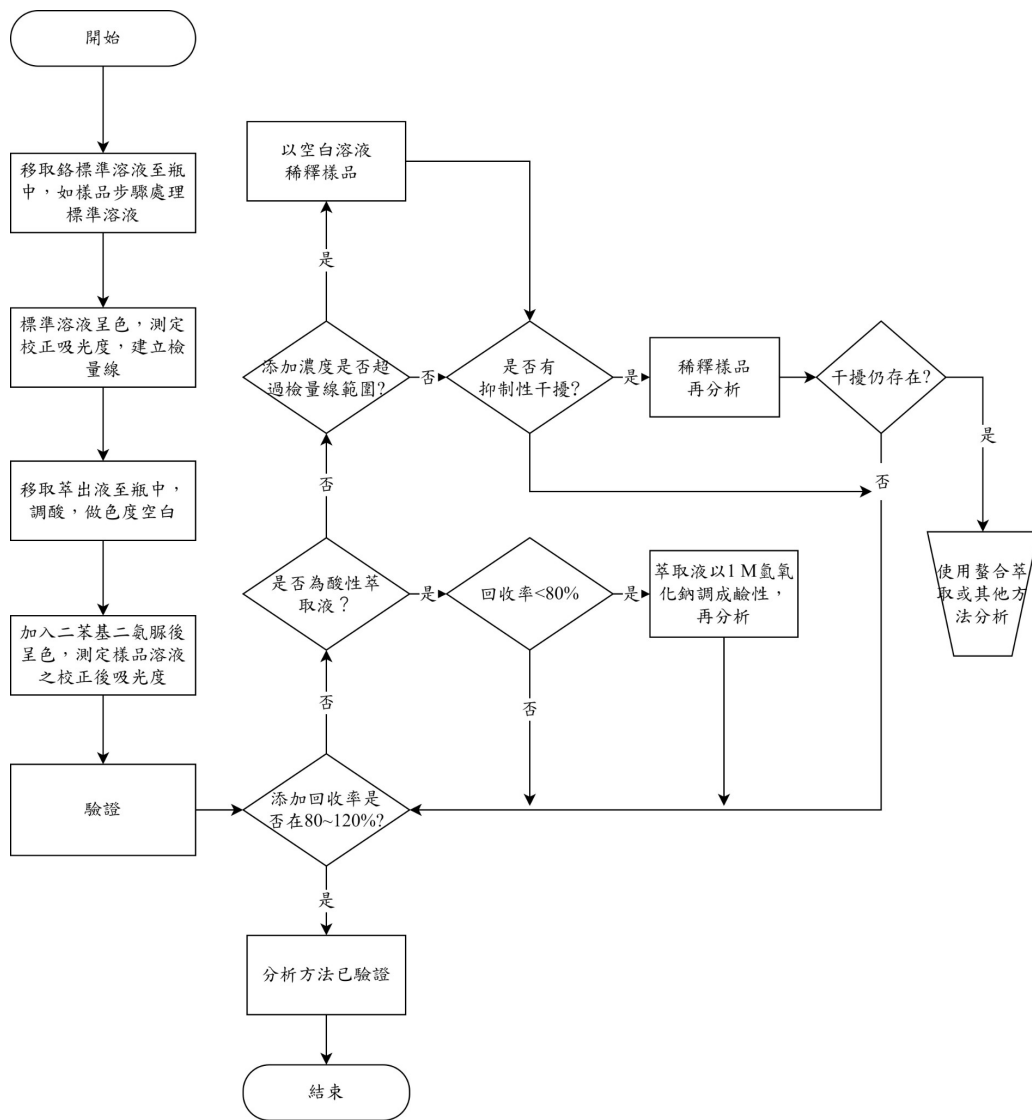 開始
移取鉻標準溶液至瓶
中，如樣品步驟處理
標準溶液
標準溶液呈色，測定
校正吸光度，建立檢
量線
移取萃出液至瓶中，
調酸，做色度空白
加入二苯基二氨脲後
呈色，測定樣品溶液
之校正後吸光度
驗證
以空白溶液
稀釋樣品
是
添加濃度是否超
過檢量線範圍?
否
是否有
抑制性干擾?
是
稀釋樣品
再分析
干擾仍存在?
是
否
否
是否為酸性萃
取液？
是
回收率<80%
是
萃取液以1 M氫氧
化鈉調成鹼性，
再分析
使用螯合萃
取或其他方
法分析
否
否
添加回收率是
否在80~120%?
是
分析方法已驗證
結束